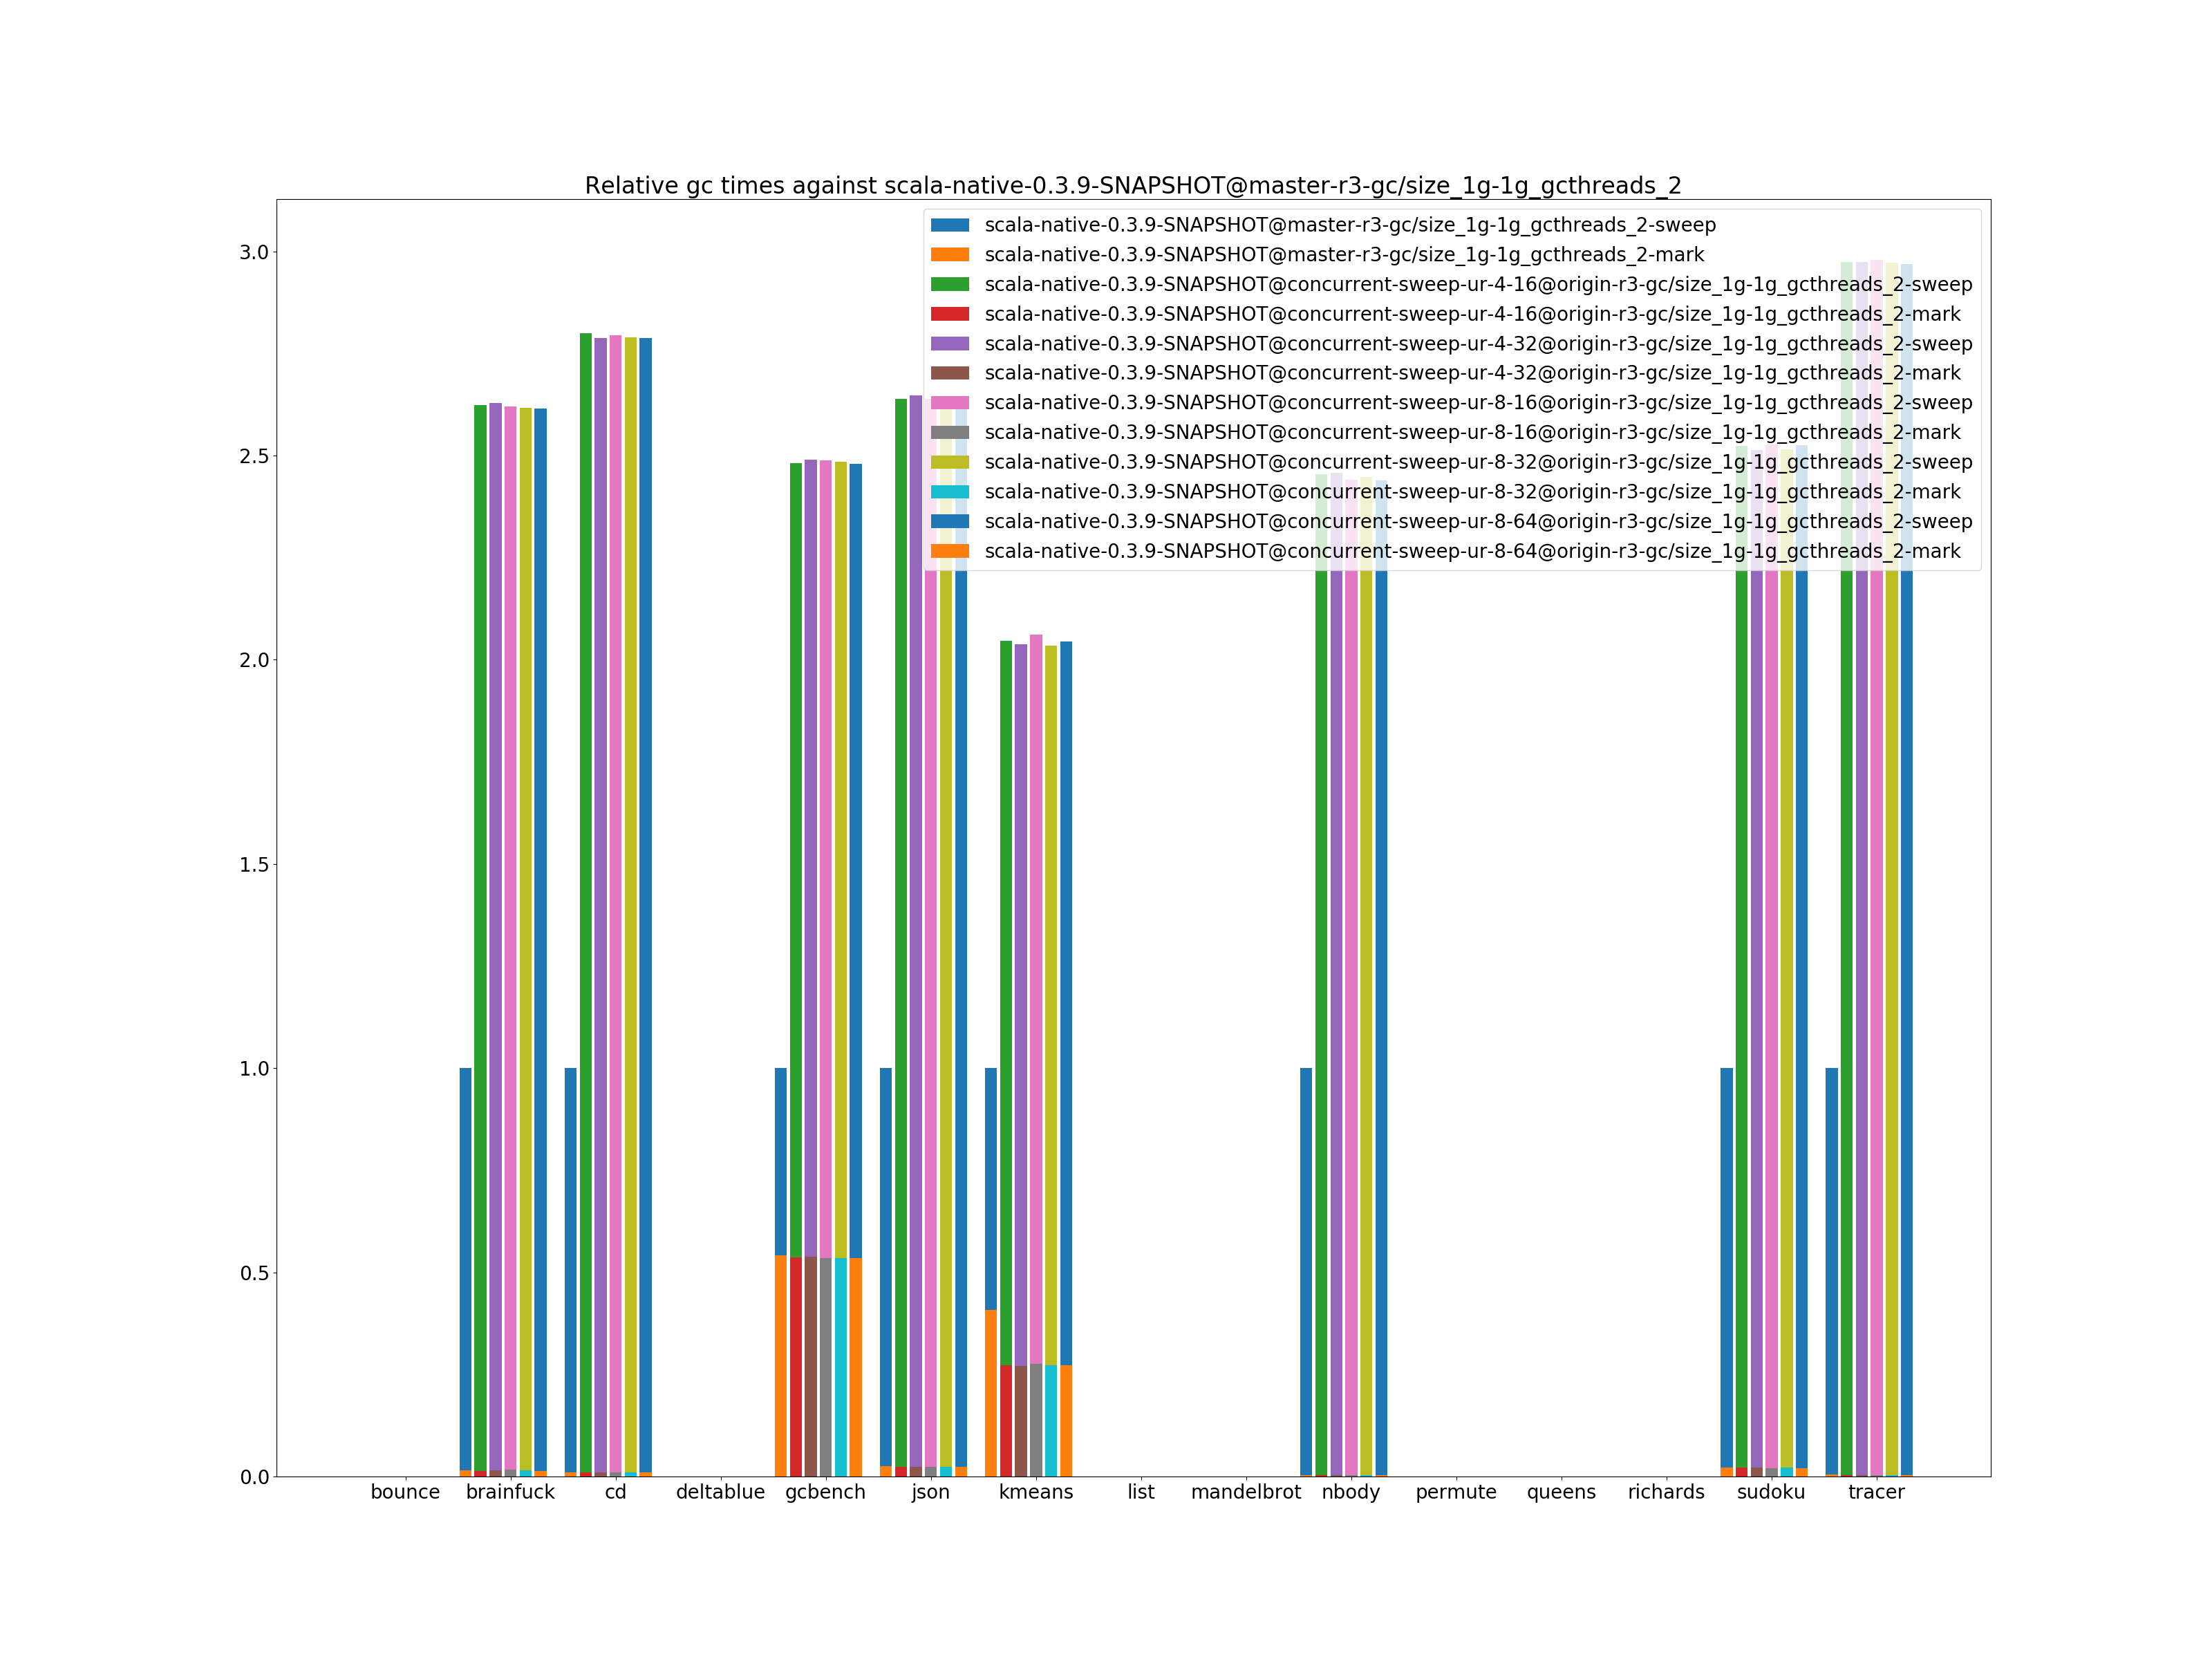 Relative gc times against scala-native-0.3.9-SNAPSHOT@master-r3-gc/size_1g-1g_gcthreads_2
scala-native-0.3.9-SNAPSHOT@master-r3-gc/size_1g-1g_gcthreads_2-sweep
scala-native-0.3.9-SNAPSHOT@master-r3-gc/size_1g-1g_gcthreads_2-mark
scala-native-0.3.9-SNAPSHOT@concurrent-sweep-ur-4-16@origin-r3-gc/size_1g-1g_gcthreads_2-sweep
scala-native-0.3.9-SNAPSHOT@concurrent-sweep-ur-4-16@origin-r3-gc/size_1g-1g_gcthreads_2-mark
scala-native-0.3.9-SNAPSHOT@concurrent-sweep-ur-4-32@origin-r3-gc/size_1g-1g_gcthreads_2-sweep
scala-native-0.3.9-SNAPSHOT@concurrent-sweep-ur-4-32@origin-r3-gc/size_1g-1g_gcthreads_2-mark
scala-native-0.3.9-SNAPSHOT@concurrent-sweep-ur-8-16@origin-r3-gc/size_1g-1g_gcthreads_2-sweep
scala-native-0.3.9-SNAPSHOT@concurrent-sweep-ur-8-16@origin-r3-gc/size_1g-1g_gcthreads_2-mark
scala-native-0.3.9-SNAPSHOT@concurrent-sweep-ur-8-32@origin-r3-gc/size_1g-1g_gcthreads_2-sweep
scala-native-0.3.9-SNAPSHOT@concurrent-sweep-ur-8-32@origin-r3-gc/size_1g-1g_gcthreads_2-mark
scala-native-0.3.9-SNAPSHOT@concurrent-sweep-ur-8-64@origin-r3-gc/size_1g-1g_gcthreads_2-sweep
scala-native-0.3.9-SNAPSHOT@concurrent-sweep-ur-8-64@origin-r3-gc/size_1g-1g_gcthreads_2-mark
3.0
2.5
2.0
1.5
1.0
0.5
0.0
bounce brainfuck cd deltablue gcbench json kmeans list mandelbrot nbody permute queens richards sudoku tracer